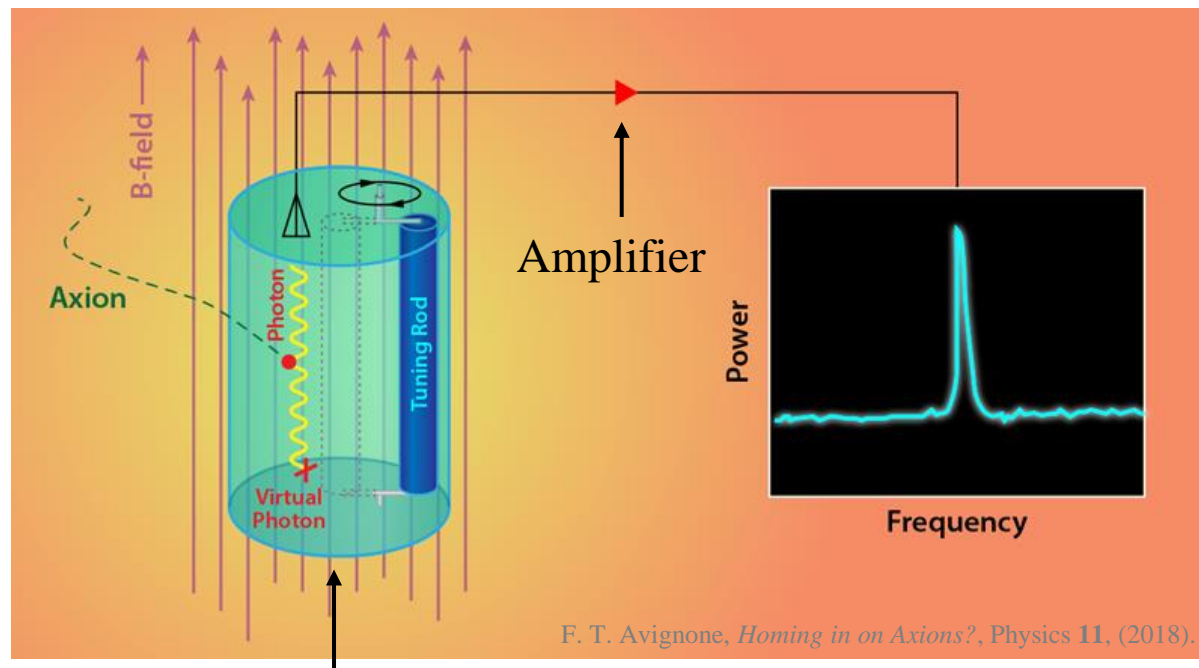 B-field
Amplifier
Axion
Photon
Tuning Rod
Virtual
Photon
Power
Frequency
F. T. Avignone, Homing in on Axions?, Physics 11, (2018).